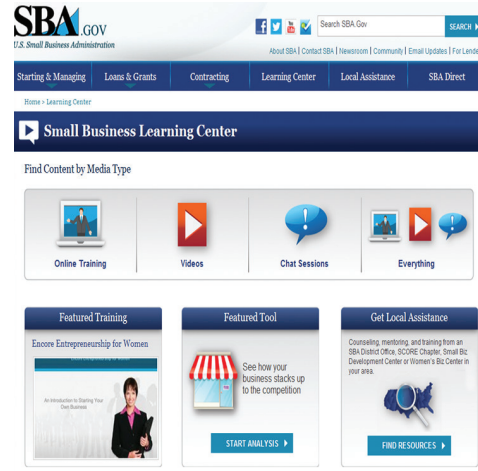 SBA.GOV
U.S. Small Business Administration
Search SBA.Gov
SEARCH
About SBA | Contact SBA | Newsroom | Community | Email Updates | For Lende
Starting & Managing
Loans & Grants
Contracting
Learning Center
Local Assistance
SBA Direct
Home > Learning Center
Small Business Learning Center
Find Content by Media Type
Online Training
Videos
Chat Sessions
Everything
Featured Training
Encore Entrepreneurship for Women
An Introduction to Starting Your
Own Business
Featured Tool
See how your
business stacks up
to the competition
START ANALYSIS
Get Local Assistance
Counseling, mentoring, and training from an
SBA District Office, SCORE Chapter, Small Biz
Development Center or Women's Biz Center in
your area.
FIND RESOURCES